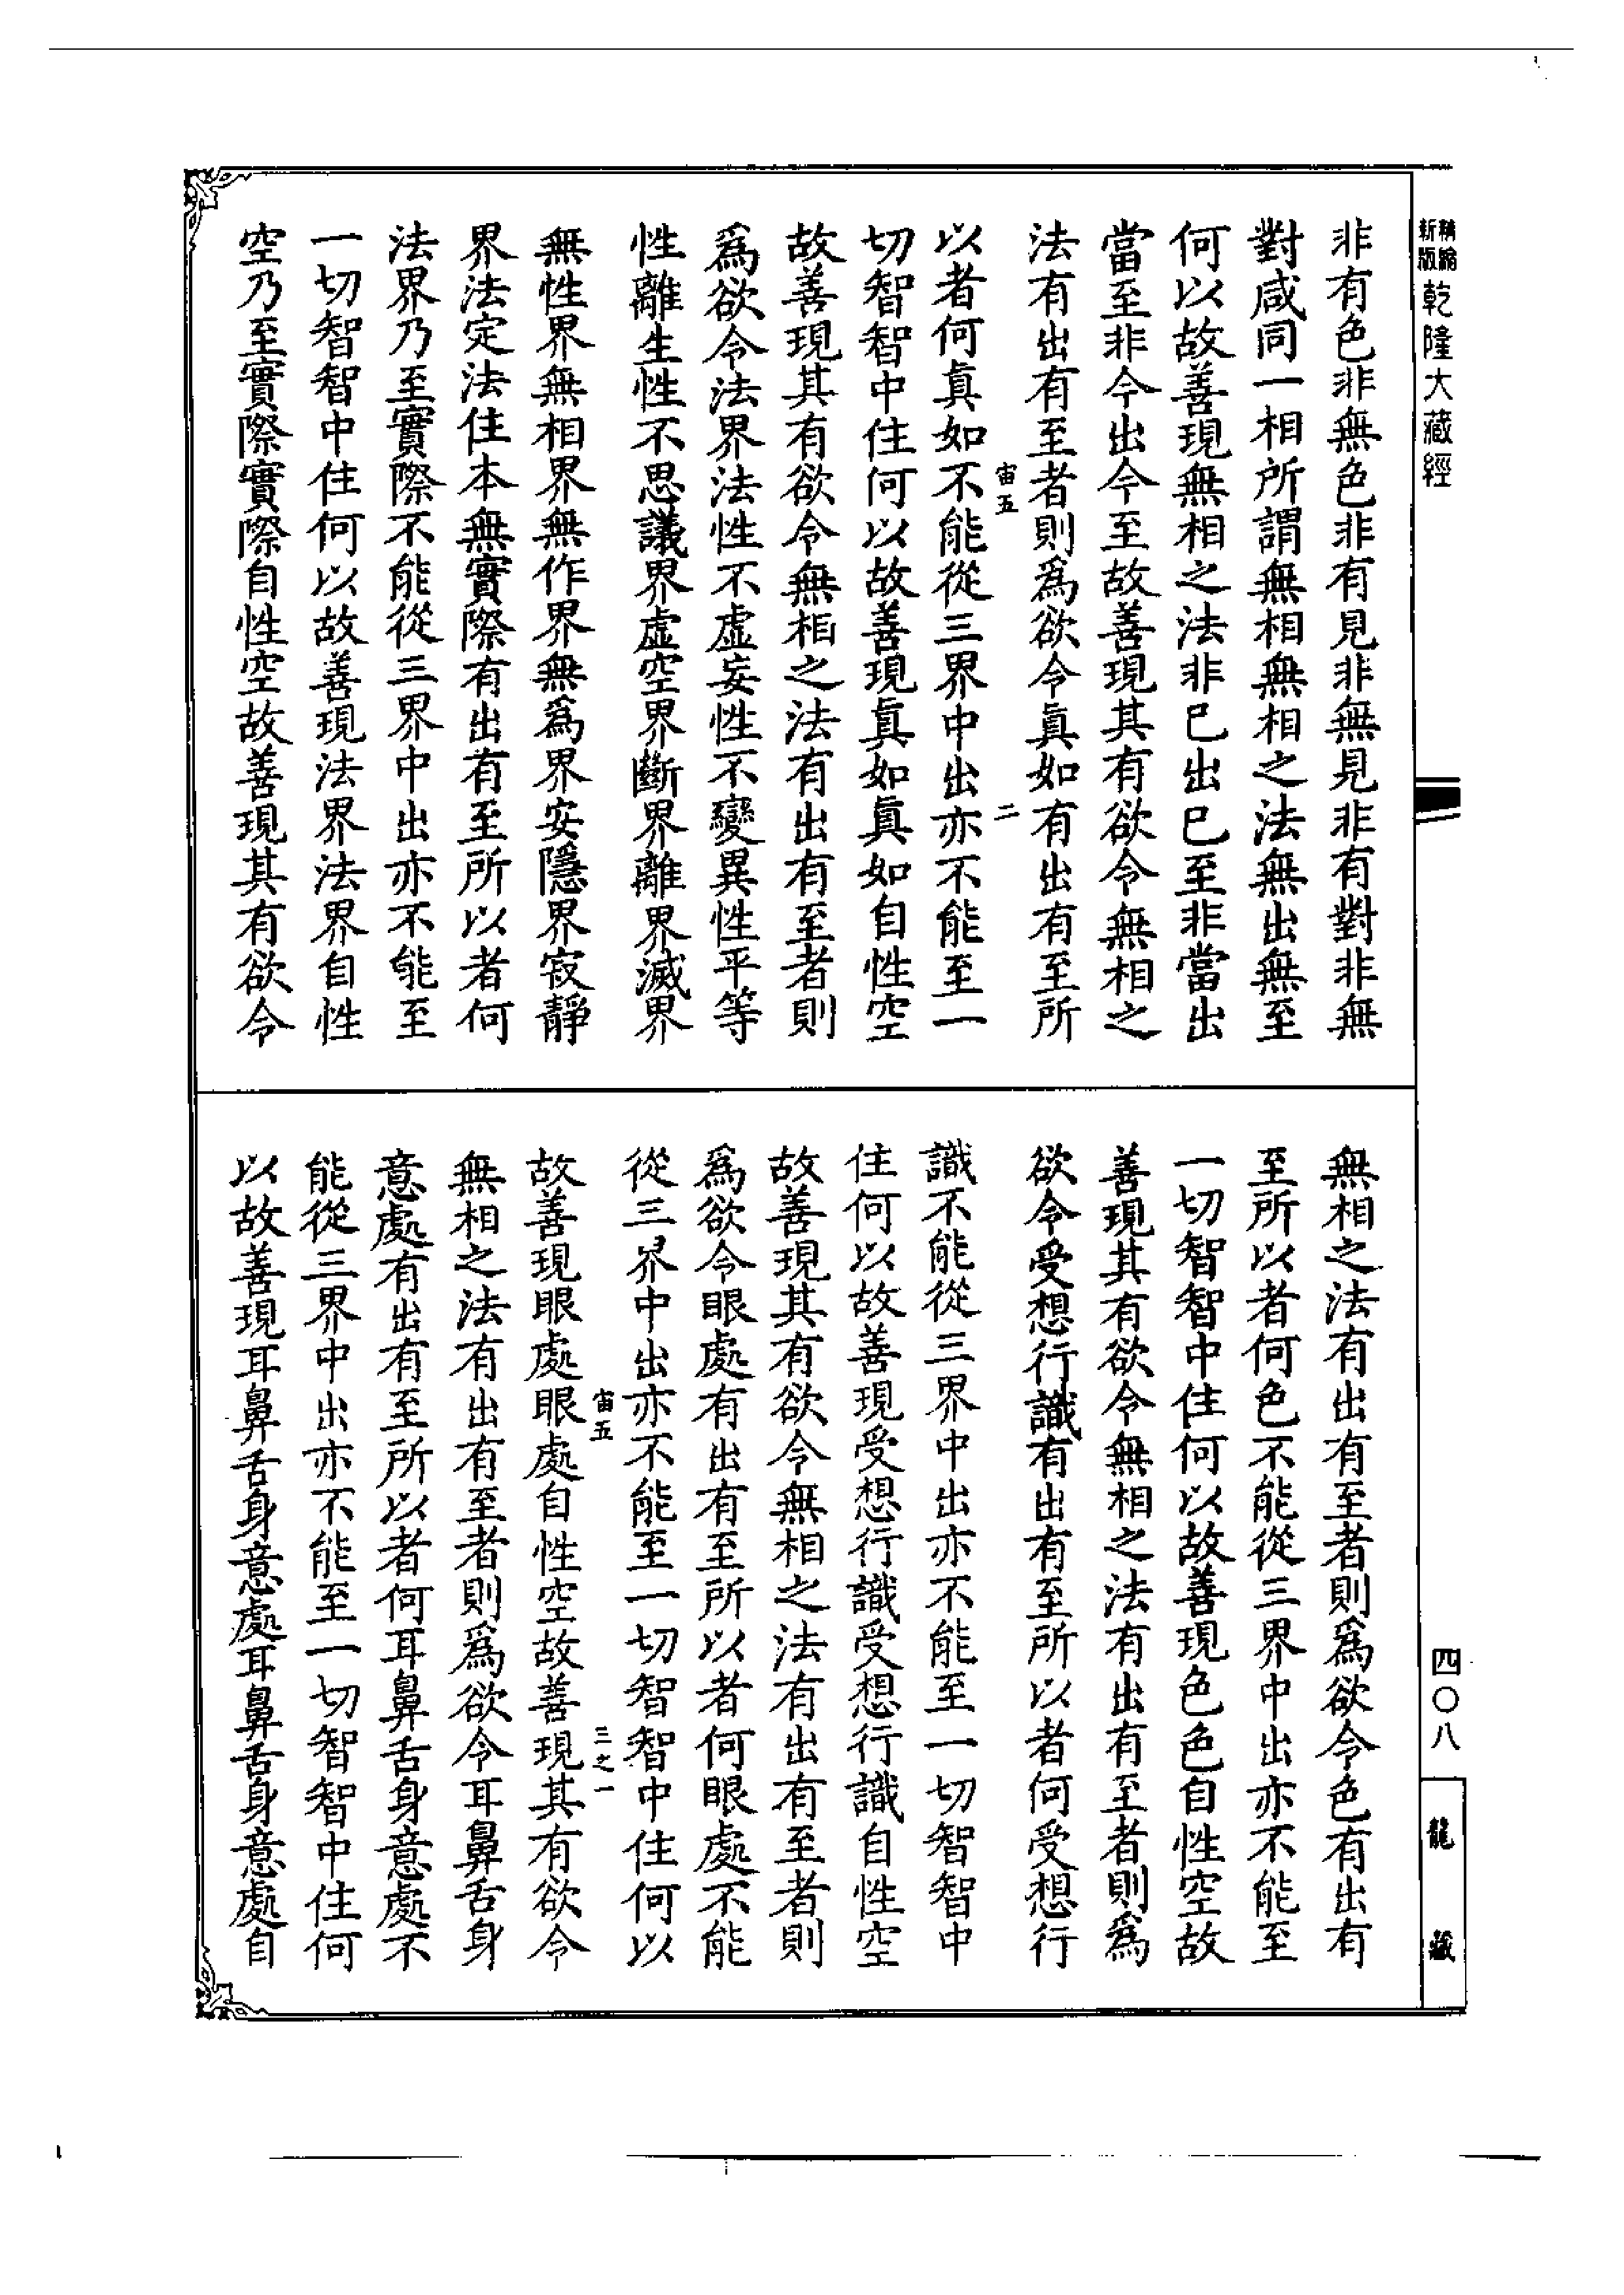 新版
精縮
乾隆大藏經
非有色非無色非有見非無見非有對非無
對咸同一相所謂無相無相之法無出無至
何以故善現無相之法非已出已至非當出
當至非今出今至故善現其有欲令無相之
法有出有至者則爲欲令真如有出有至所
宙五
二
以者何真如不能從三界中出亦不能至一
切智智中住何以故善現真如真如自性空
故善現其有欲令無相之法有出有至者則
爲欲令法界法性不虛妄性不變異性平等
性離生性不思議界虛空界斷界離界滅界
無性界無相界無作界無爲界安隱界寂靜
界法定法住本無實際有出有至所以者何
法界乃至實際不能從三界中出亦不能至
一切智智中住何以故善現法界法界自性
空乃至實際實際自性空故善現其有欲令
無相之法有出有至者則爲欲令色有出有
至所以者何色不能從三界中出亦不能至
一切智智中住何以故善現色色自性空故
善現其有欲令無相之法有出有至者則爲
欲令受想行識有出有至所以者何受想行
識不能從三界中出亦不能至一切智智中
住何以故善現受想行識受想行識自性空
故善現其有欲令無相之法有出有至者則
爲欲令眼處有出有至所以者何眼處不能
從三界中出亦不能至一切智智中住何以
宙五
三之一
故善現眼處眼處自性空故善現其有欲令
無相之法有出有至者則爲欲令耳鼻舌身
意處有出有至所以者何耳鼻舌身意處不
能從三界中出亦不能至一切智智中住何
以故善現耳鼻舌身意處耳鼻舌身意處自
四〇八
龍藏